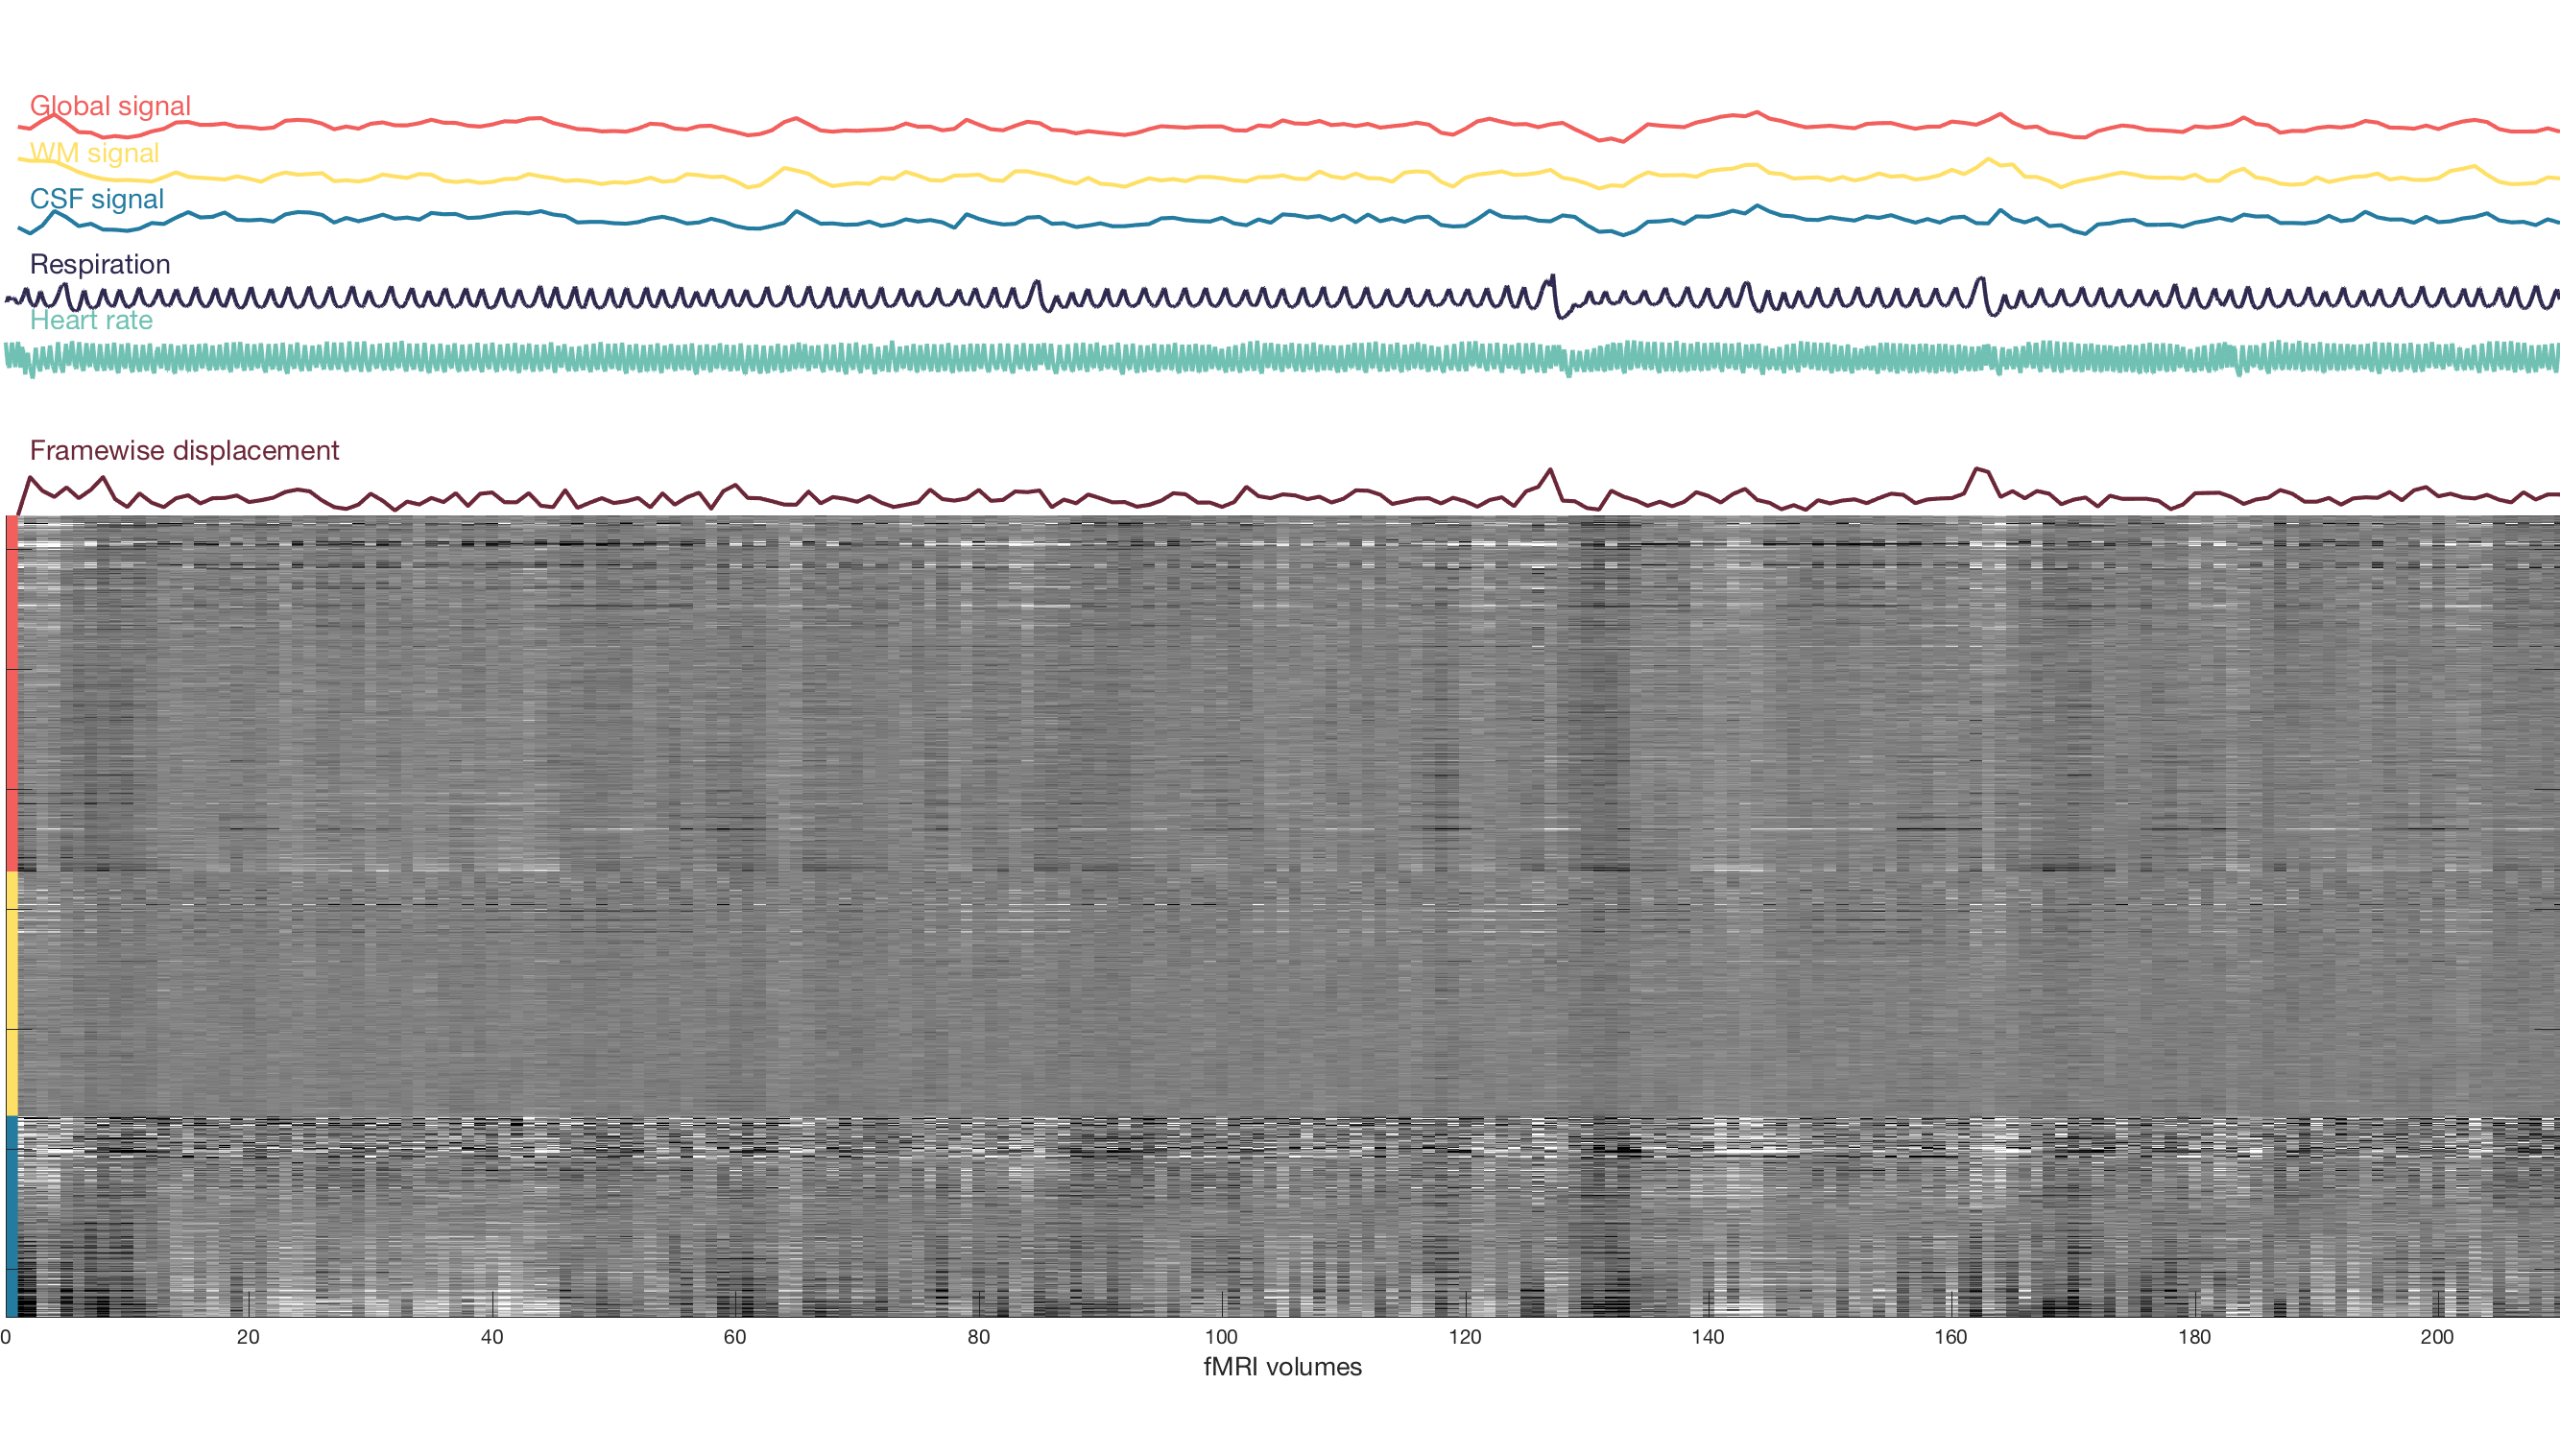 Global signal
WM signal
CSF signal
Respiration
Heart rate
Framewise displacement
0 20 40 60 80 100 120 140 160 180 200
fMRI volumes